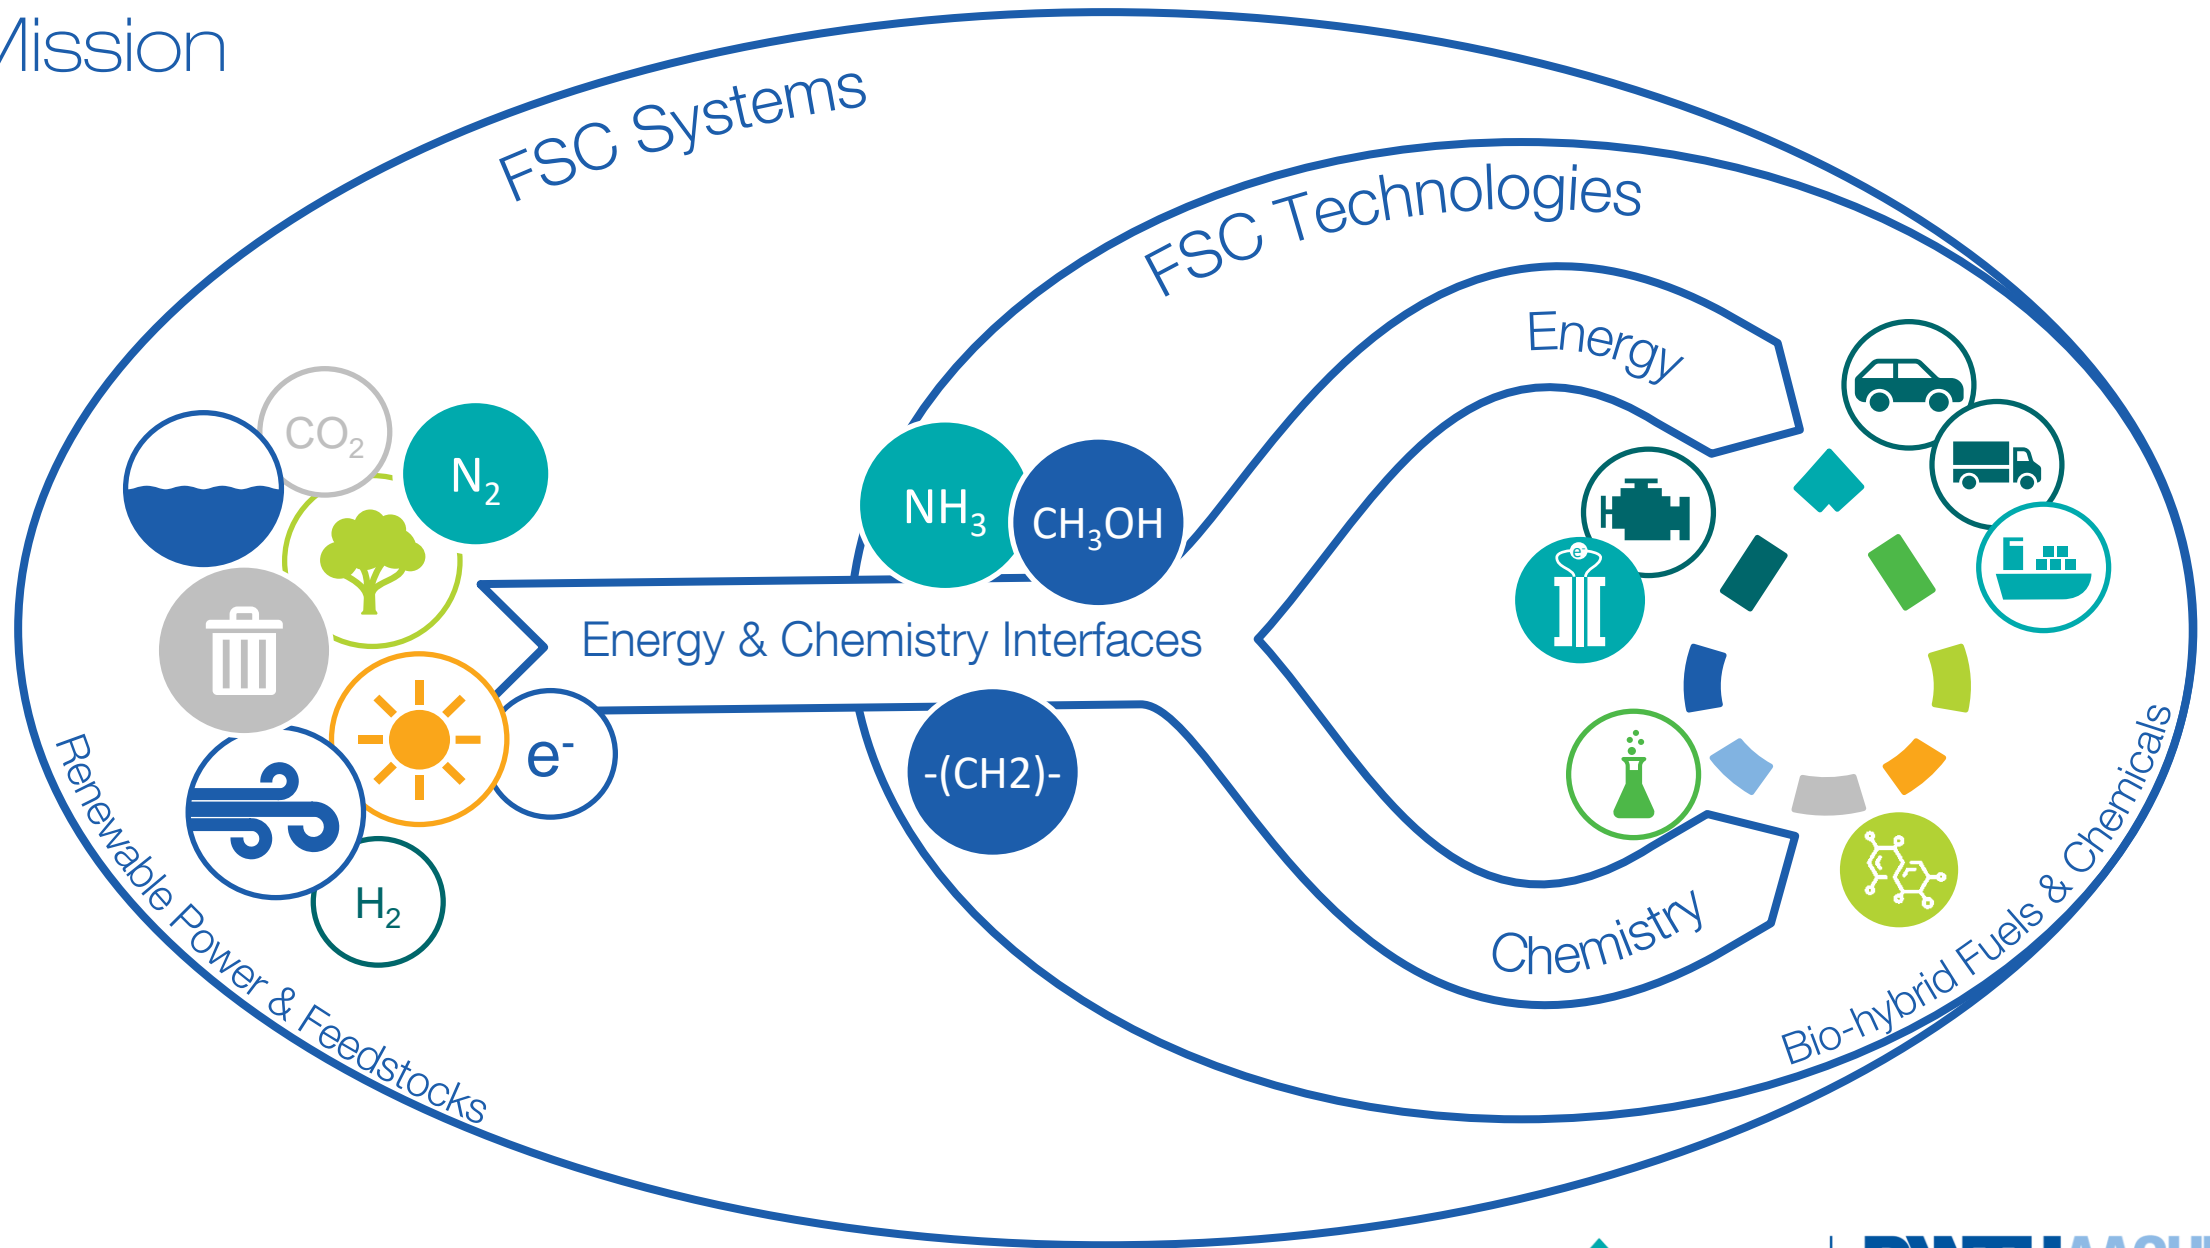 Mission
FSC Systems
FSC Technologies
Energy
CO₂
N₂
NH₃
CH₃OH
e⁻
Energy & Chemistry Interfaces
e⁻
-(CH2)-
H₂
Chemistry
Renewable Power & Feedstocks
Bio-hybrid Fuels & Chemicals